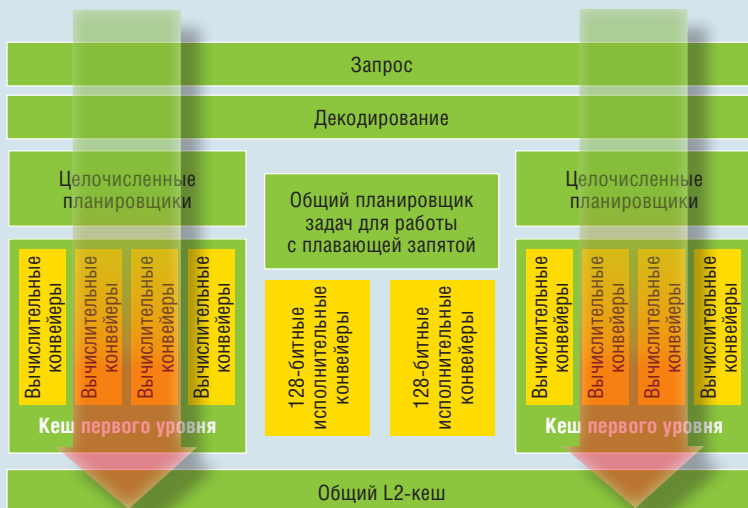 Запрос
Декодирование
Целочисленные
планировщики
Общий планировщик
задач для работы
с плавающей запятой
Целочисленные
планировщики
Вычислительные
конвейеры
Вычислительные
конвейеры
Вычислительные
конвейеры
Вычислительные
конвейеры
Кеш первого уровня
128-битные
исполнительные
конвейеры
128-битные
исполнительные
конвейеры
Вычислительные
конвейеры
Вычислительные
конвейеры
Вычислительные
конвейеры
Вычислительные
конвейеры
Кеш первого уровня
Общий L2-кеш